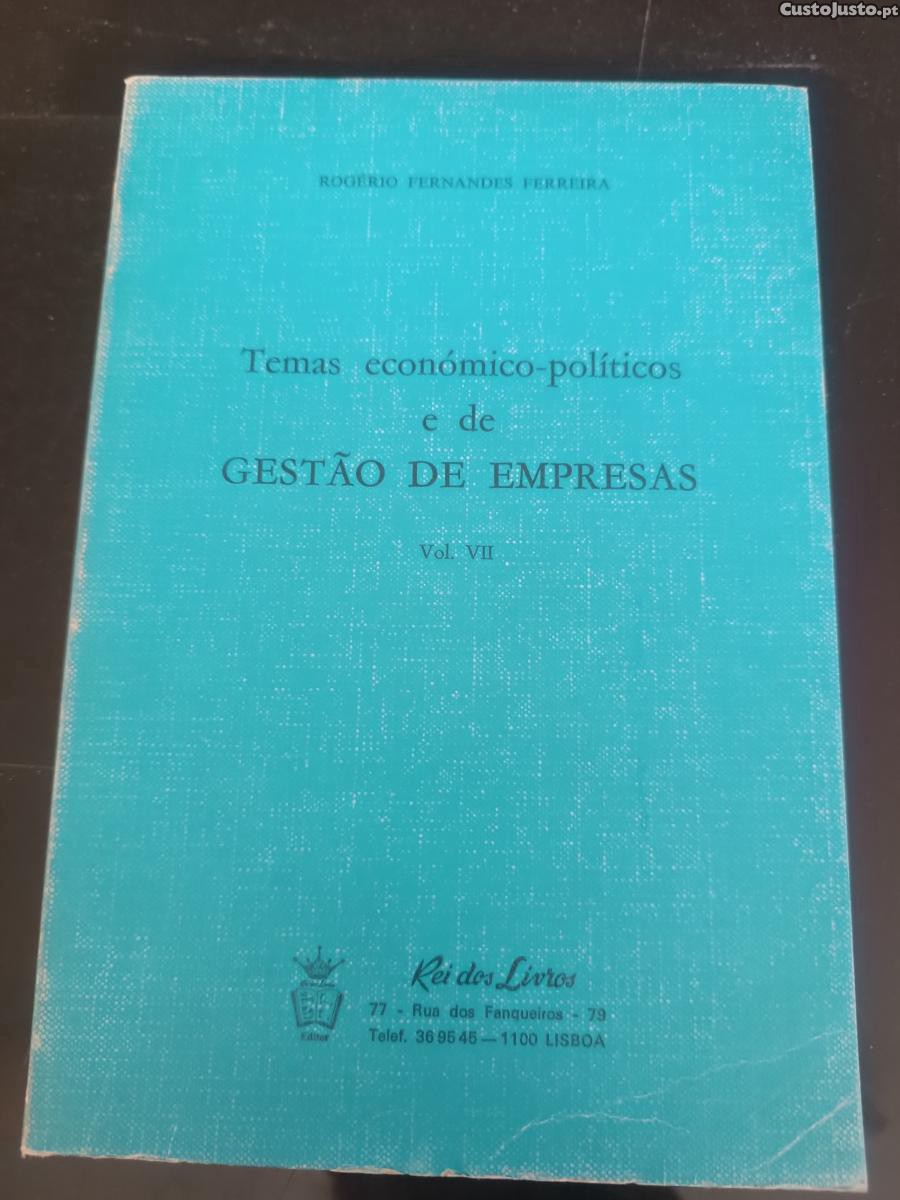 CustoJusto.pt
ROGÉRIO FERNANDES FERREIRA
Temas económico-políticos
e de
GESTÃO DE EMPRESAS
Vol. VII
Rei dos Livros
77 - Rua dos Fanqueiros - 79
Telef. 36 95 45 — 1100 LISBOA
Editor